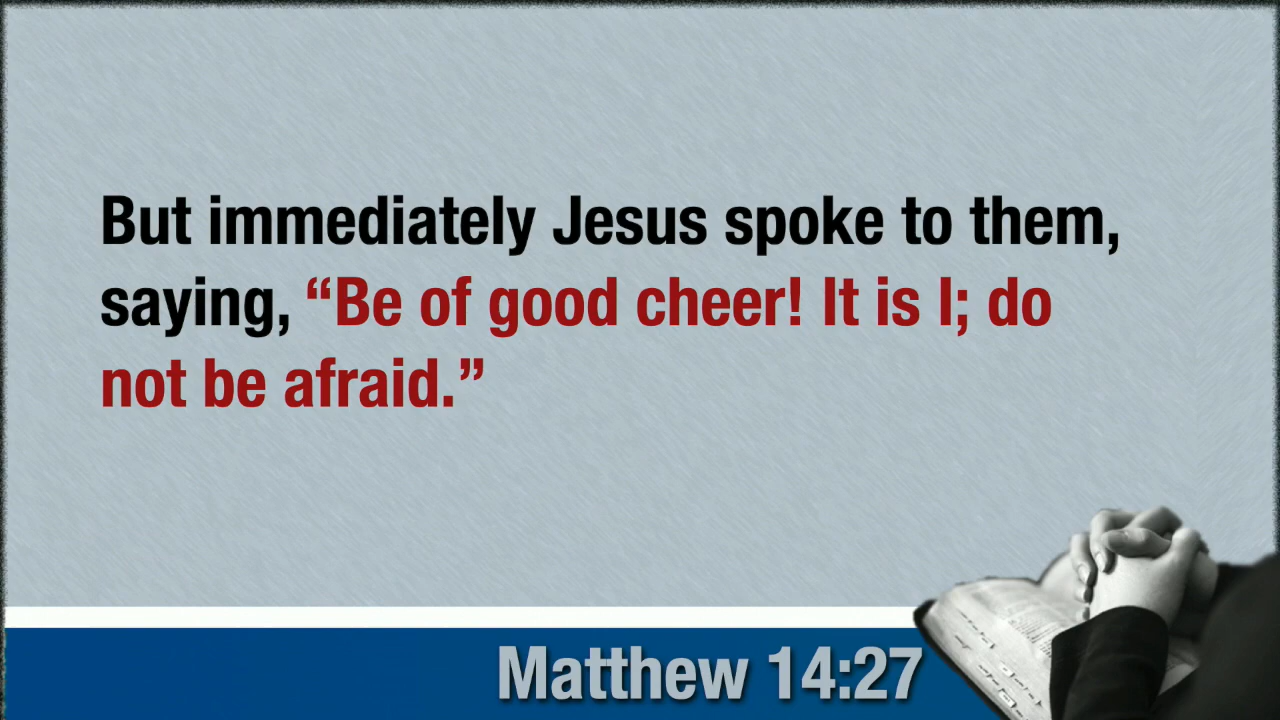 But immediately Jesus spoke to them,
saying, “Be of good cheer! It is I; do
not be afraid.”
Matthew 14:27